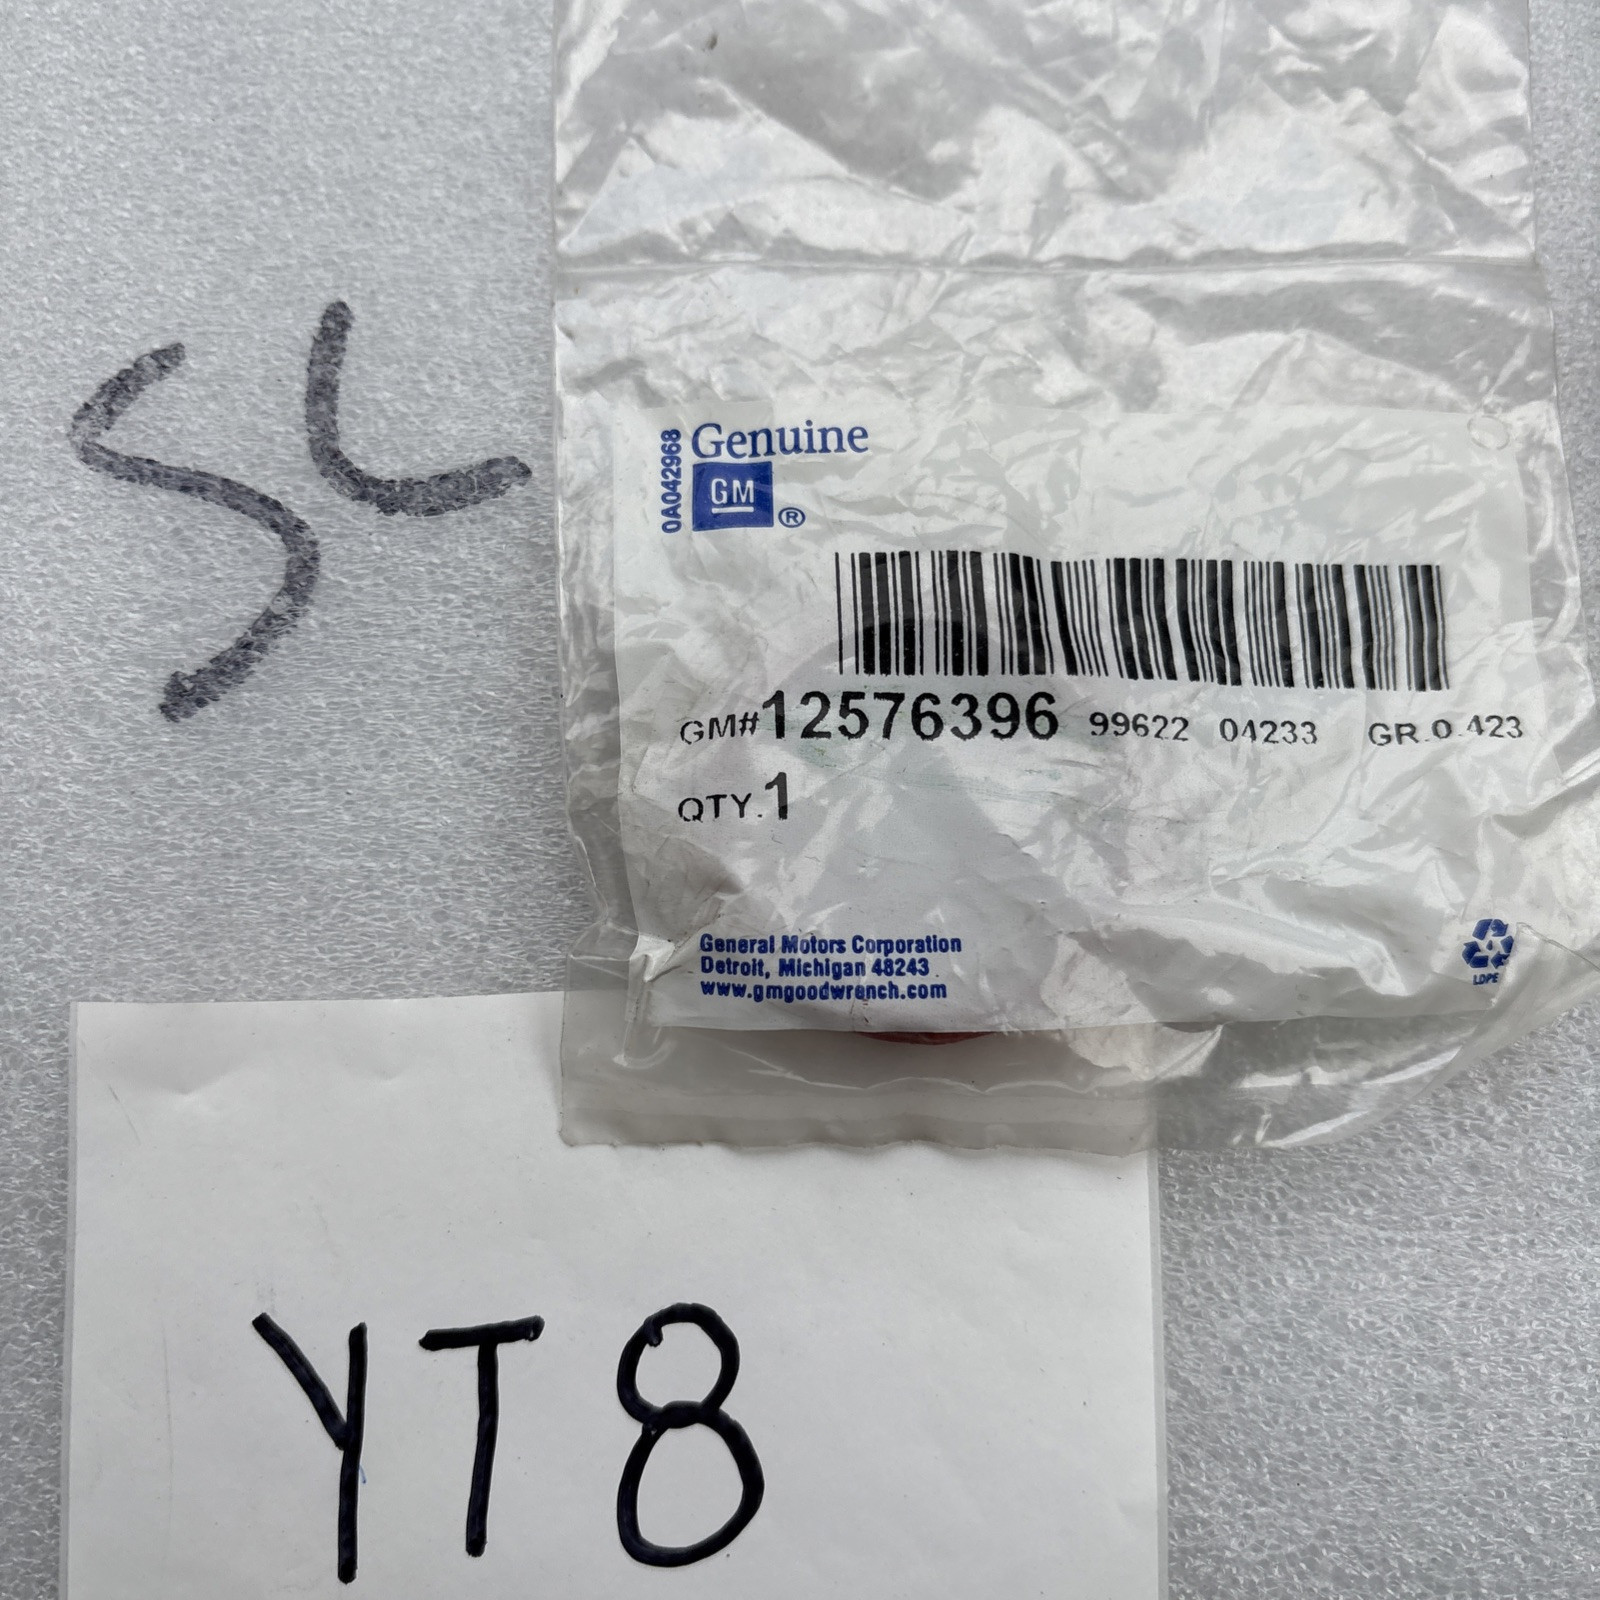 SL
0A042968
Genuine
GM ®
GM#12576396 99622 04233 GR.0.423
QTY.1
General Motors Corporation
Detroit, Michigan 48243
www.gmgoodwrench.com
LDPE
YT8